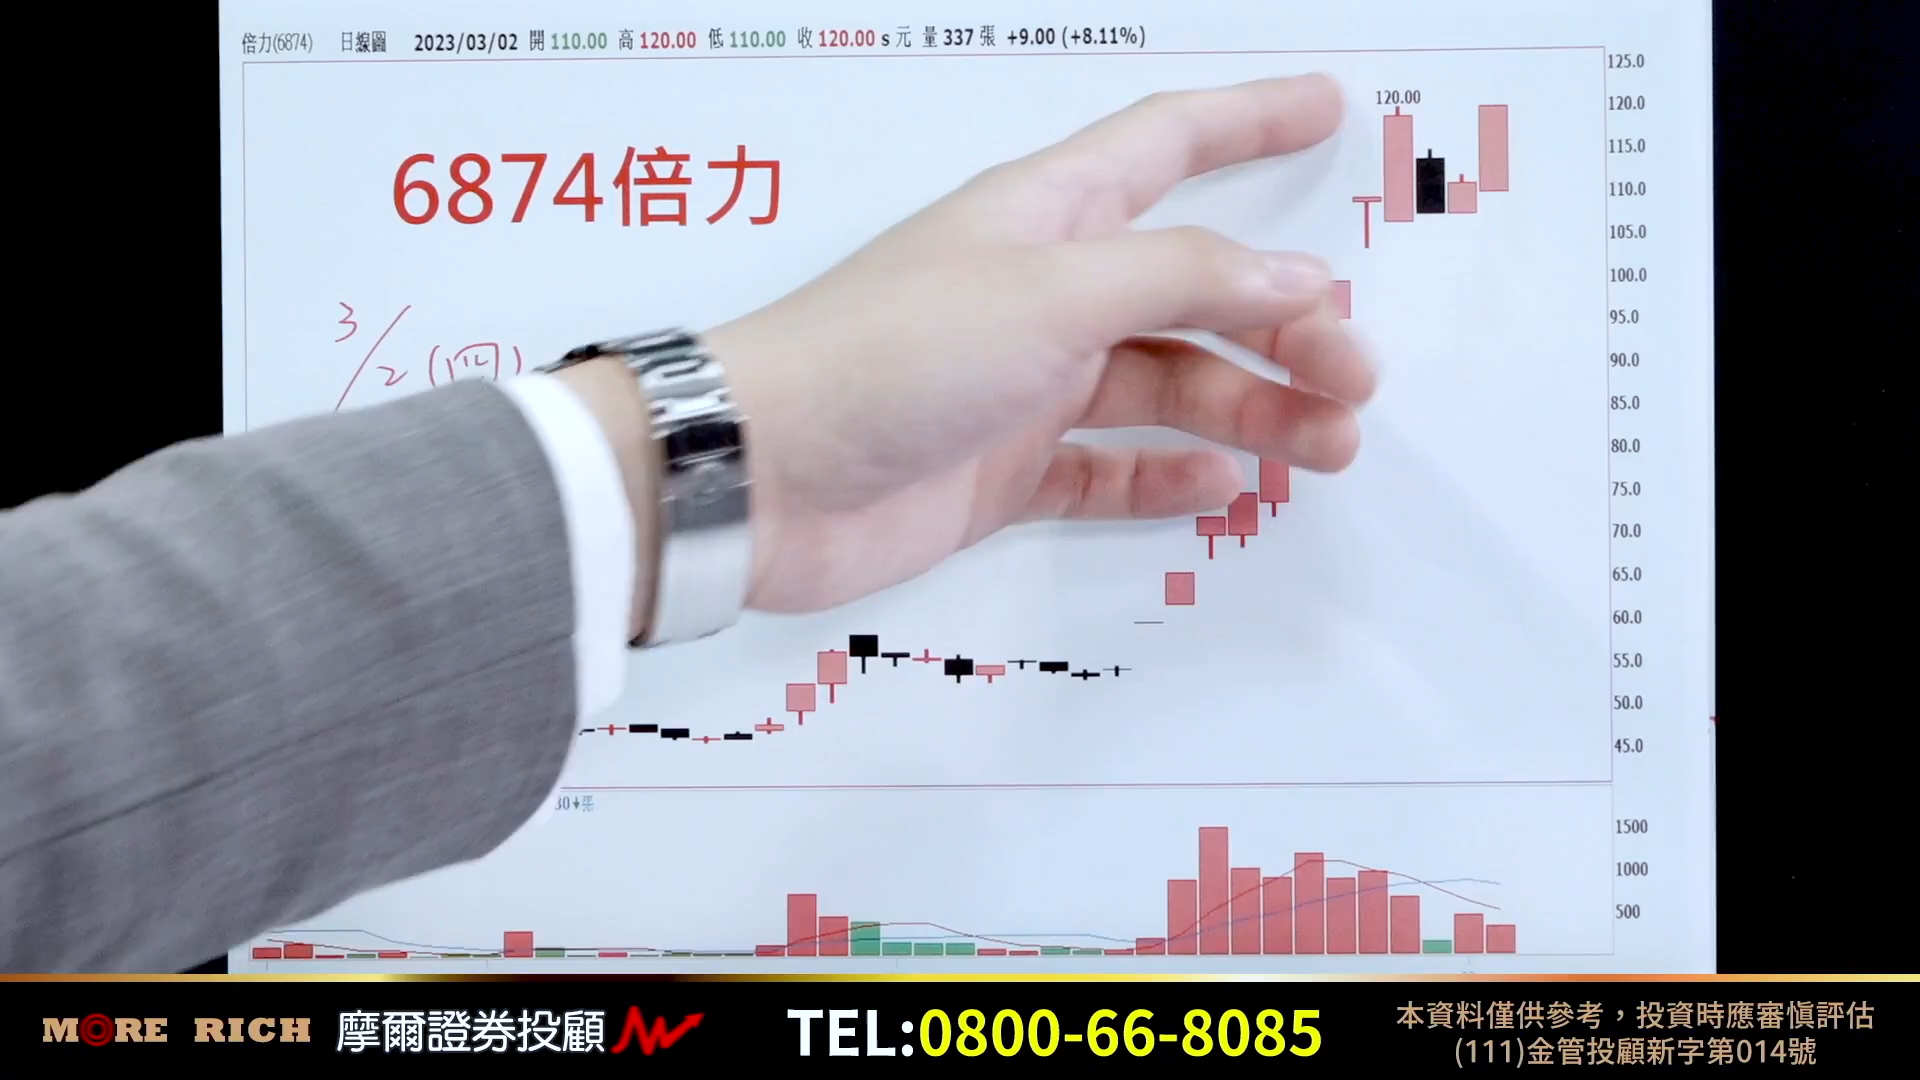 倍力(6874) 日線圖 2023/03/02 開 110.00 高 120.00 低 110.00 收 120.00 s 元 量 337 張 +9.00 (+8.11%)
6874倍力
3/2 (四)
120.00
125.0
120.0
115.0
110.0
105.0
100.0
95.0
90.0
85.0
80.0
75.0
70.0
65.0
60.0
55.0
50.0
45.0
30↓張
1500
1000
500
MORE RICH 摩爾證券投顧
TEL:0800-66-8085
本資料僅供參考，投資時應審慎評估
(111)金管投顧新字第014號